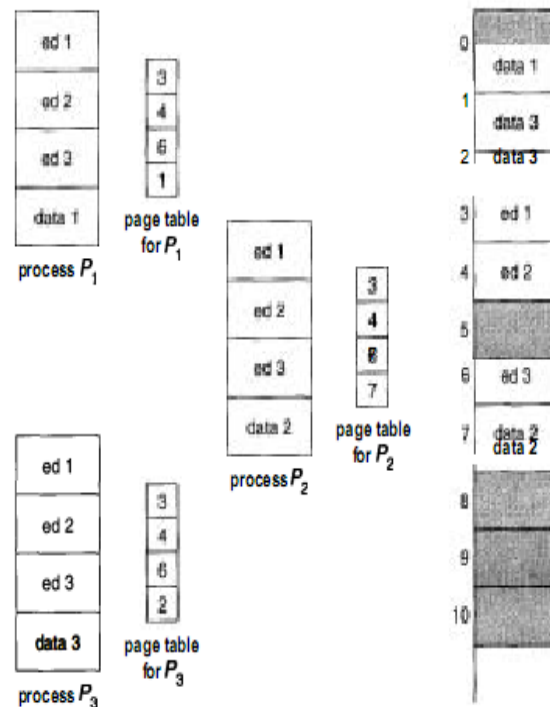 ed 1
ed 2
ed 3
data 1
process P1
3
4
6
1
page table
for P1
ed 1
ed 2
ed 3
data 2
process P2
3
4
6
7
page table
for P2
ed 1
ed 2
ed 3
data 3
process P3
3
4
6
2
page table
for P3
0
data 1
1
data 3
2
data 3
3
ed 1
4
ed 2
5
6
ed 3
7
data 2
data 2
8
9
10